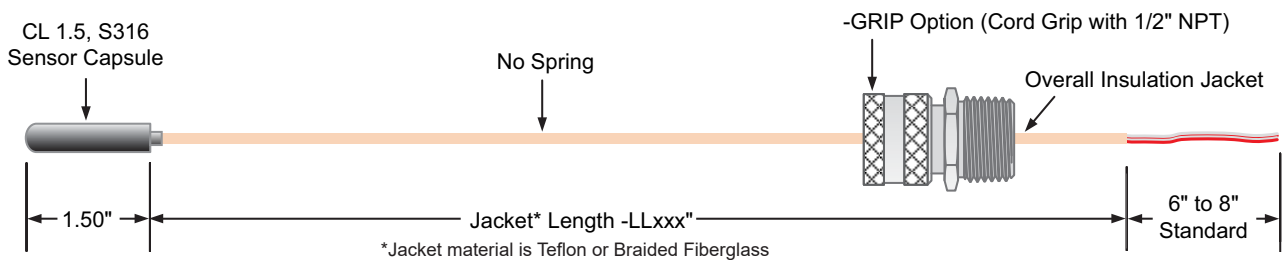 CL 1.5, S316
Sensor Capsule
No Spring
-GRIP Option (Cord Grip with 1/2" NPT)
Overall Insulation Jacket
1.50"
Jacket* Length -LLxxx"
*Jacket material is Teflon or Braided Fiberglass
6" to 8"
Standard